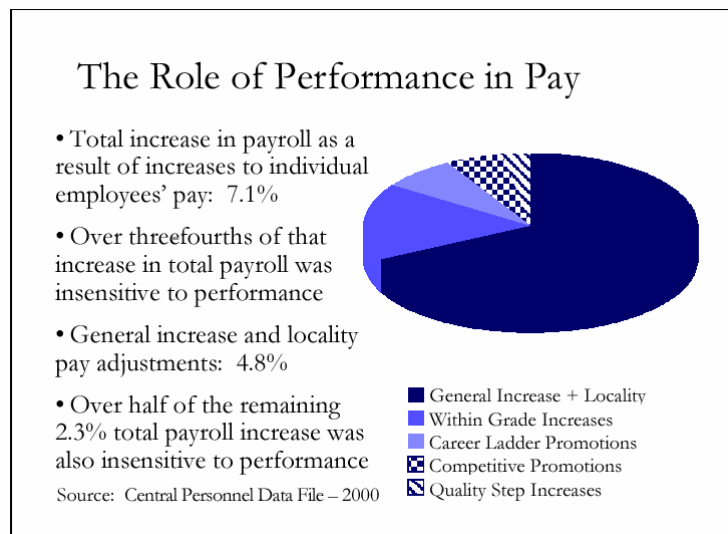 The Role of Performance in Pay
• Total increase in payroll as a
result of increases to individual
employees’ pay:  7.1%
• Over threefourths of that
increase in total payroll was
insensitive to performance
• General increase and locality
pay adjustments:  4.8%
• Over half of the remaining
2.3% total payroll increase was
also insensitive to performance
Source:  Central Personnel Data File – 2000
General Increase + Locality
Within Grade Increases
Career Ladder Promotions
Competitive Promotions
Quality Step Increases